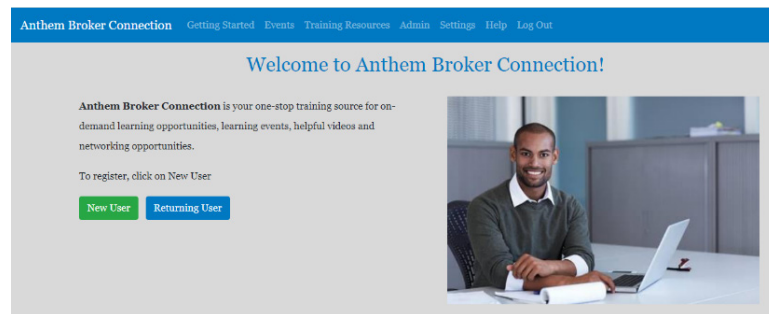 Anthem Broker Connection Getting Started Events Training Resources Admin Settings Help Log Out
Welcome to Anthem Broker Connection!
Anthem Broker Connection is your one-stop training source for on-
demand learning opportunities, learning events, helpful videos and
networking opportunities.
To register, click on New User
New User Returning User